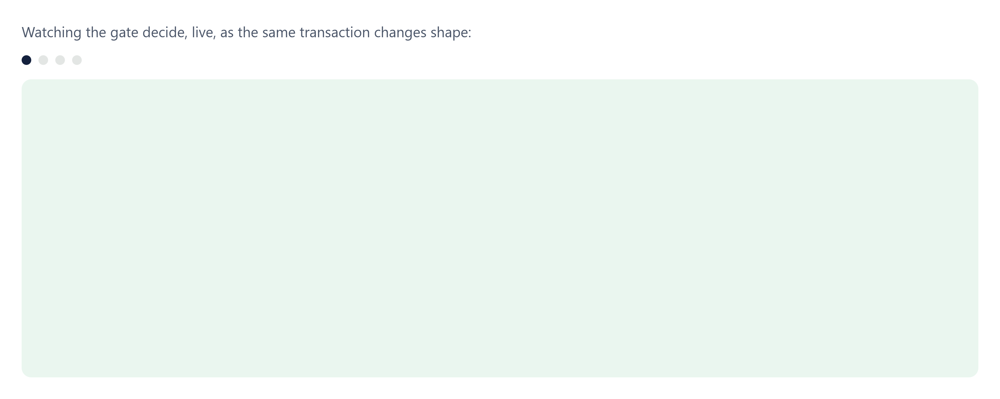 Watching the gate decide, live, as the same transaction changes shape: